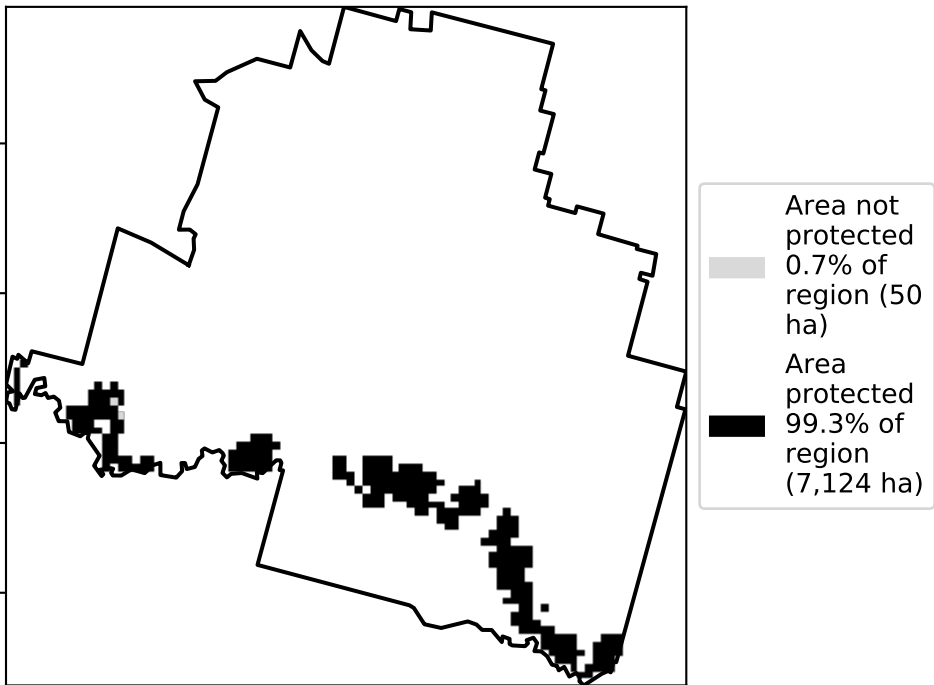 Area not
protected
0.7% of
region (50
ha)
Area
protected
99.3% of
region
(7,124 ha)